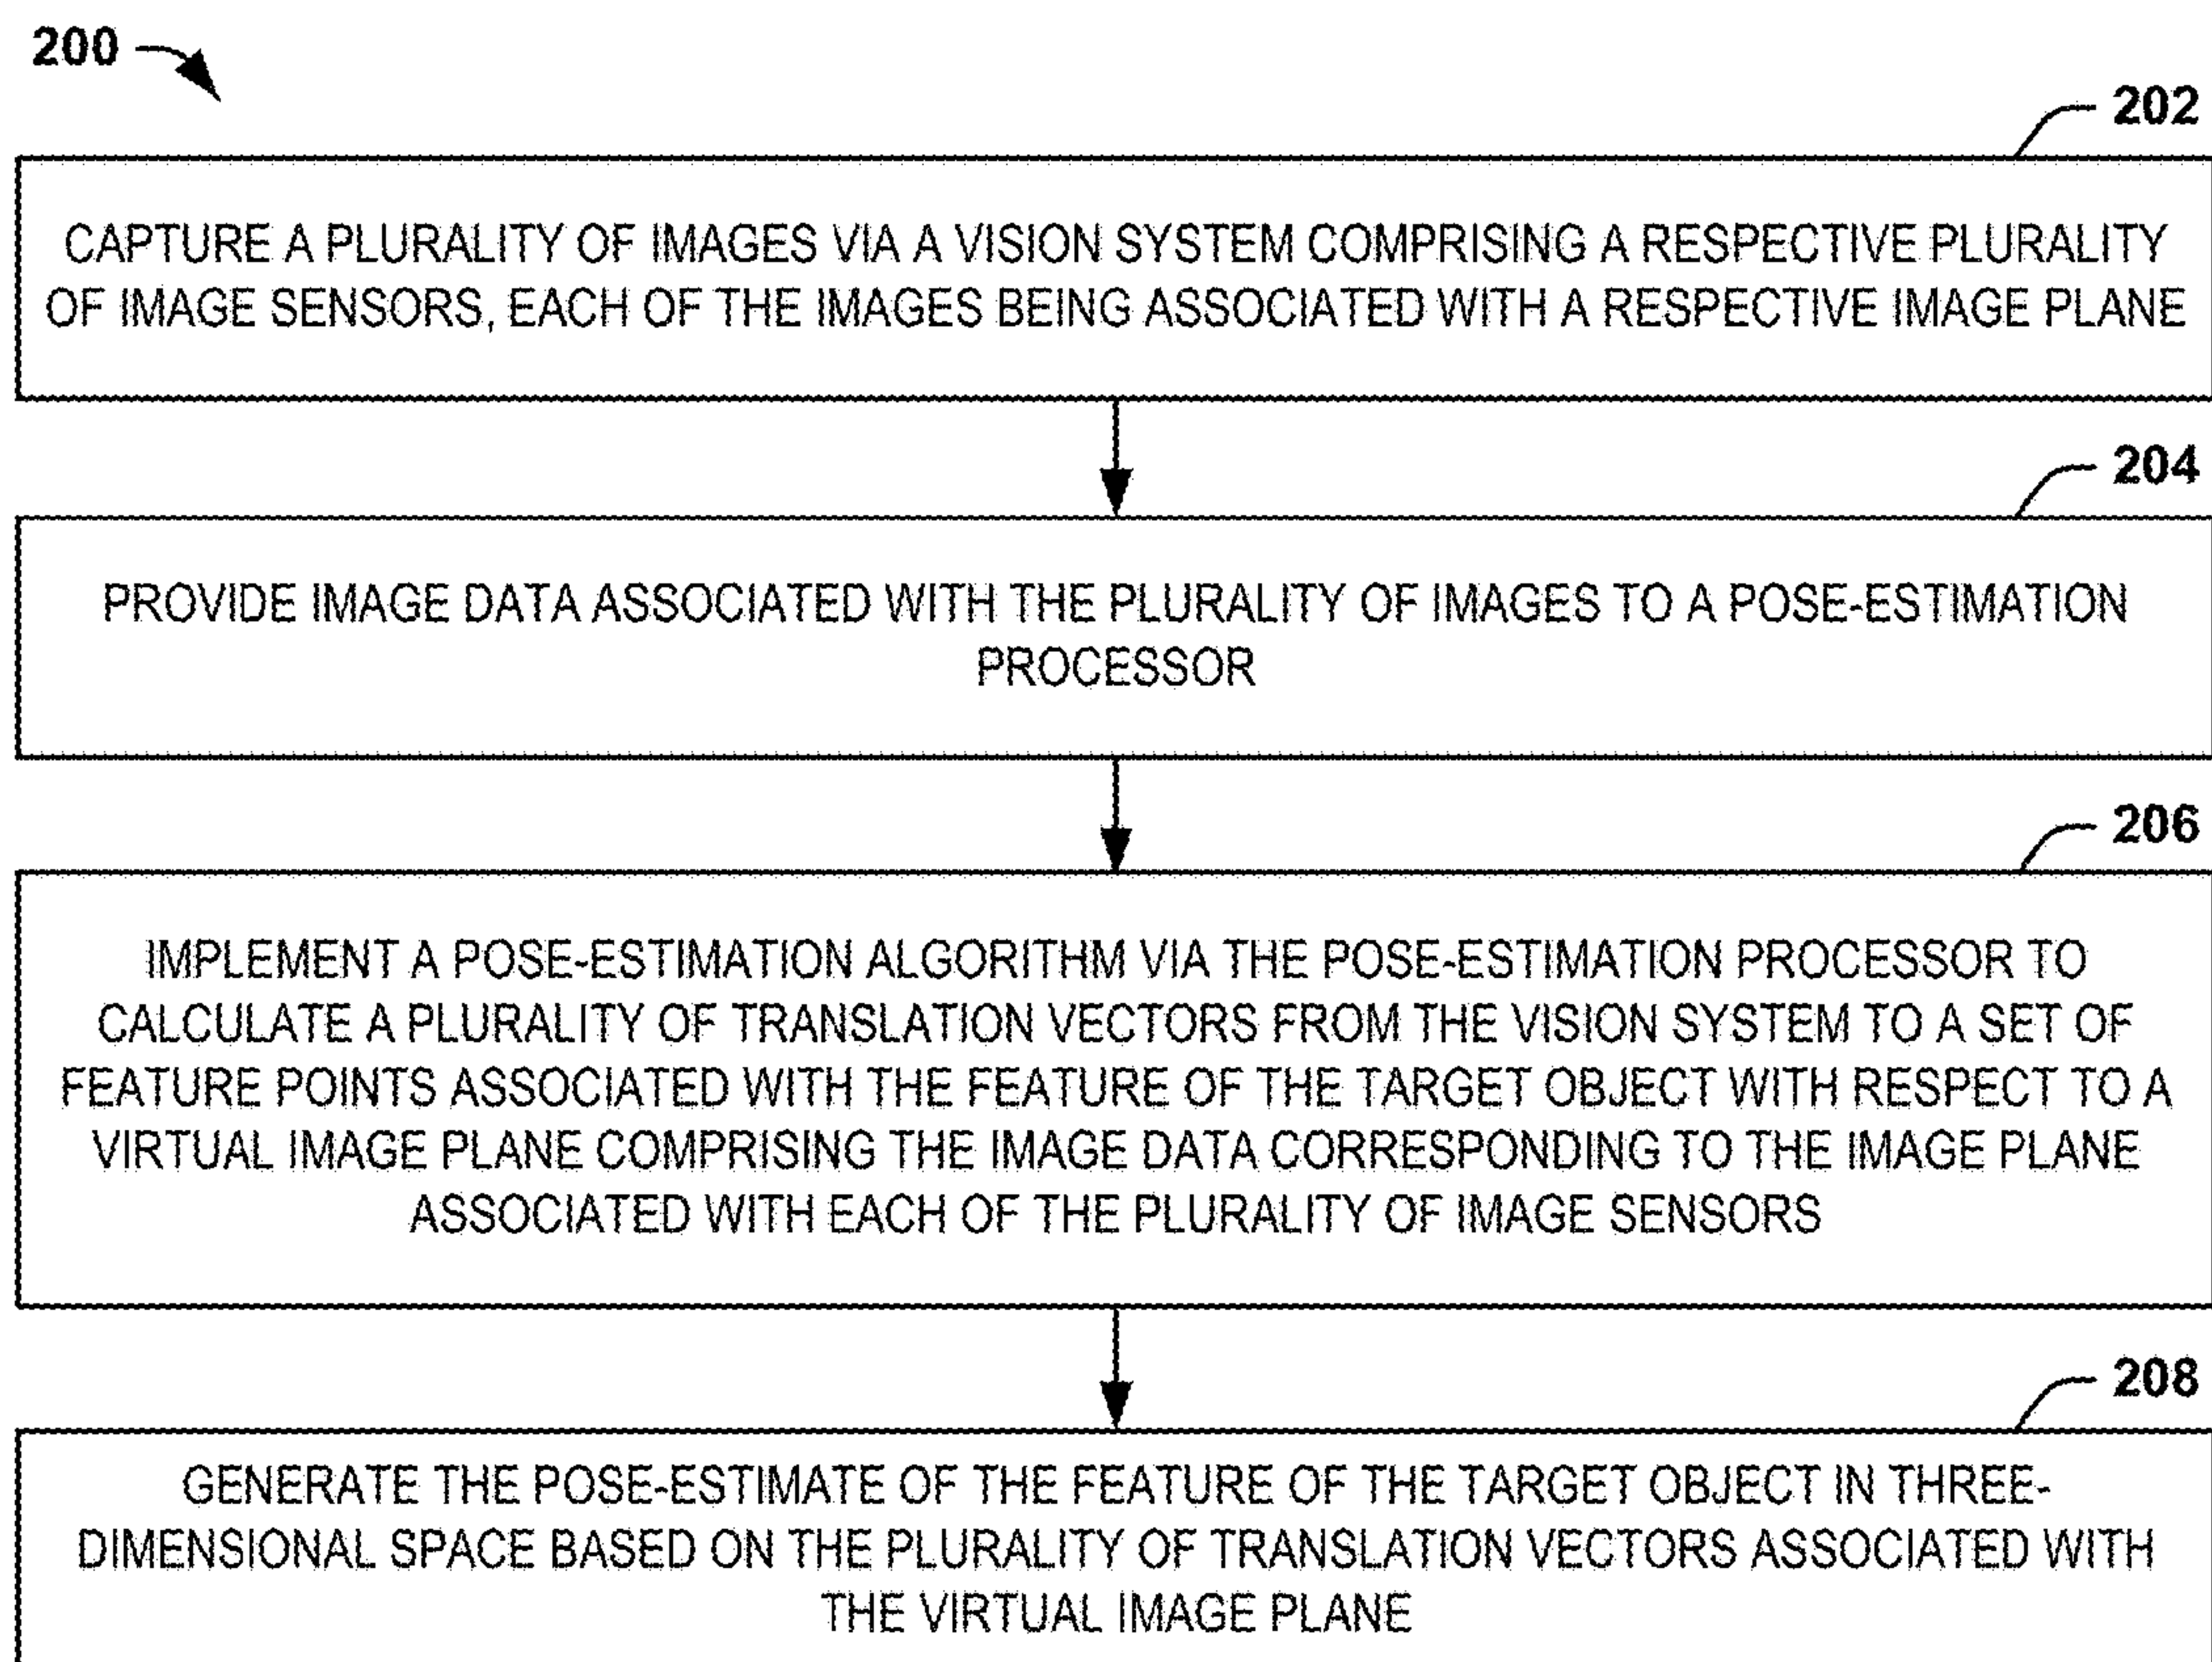 200
202
CAPTURE A PLURALITY OF IMAGES VIA A VISION SYSTEM COMPRISING A RESPECTIVE PLURALITY
OF IMAGE SENSORS, EACH OF THE IMAGES BEING ASSOCIATED WITH A RESPECTIVE IMAGE PLANE
204
PROVIDE IMAGE DATA ASSOCIATED WITH THE PLURALITY OF IMAGES TO A POSE-ESTIMATION
PROCESSOR
206
IMPLEMENT A POSE-ESTIMATION ALGORITHM VIA THE POSE-ESTIMATION PROCESSOR TO
CALCULATE A PLURALITY OF TRANSLATION VECTORS FROM THE VISION SYSTEM TO A SET OF
FEATURE POINTS ASSOCIATED WITH THE FEATURE OF THE TARGET OBJECT WITH RESPECT TO A
VIRTUAL IMAGE PLANE COMPRISING THE IMAGE DATA CORRESPONDING TO THE IMAGE PLANE
ASSOCIATED WITH EACH OF THE PLURALITY OF IMAGE SENSORS
208
GENERATE THE POSE-ESTIMATE OF THE FEATURE OF THE TARGET OBJECT IN THREE-
DIMENSIONAL SPACE BASED ON THE PLURALITY OF TRANSLATION VECTORS ASSOCIATED WITH
THE VIRTUAL IMAGE PLANE